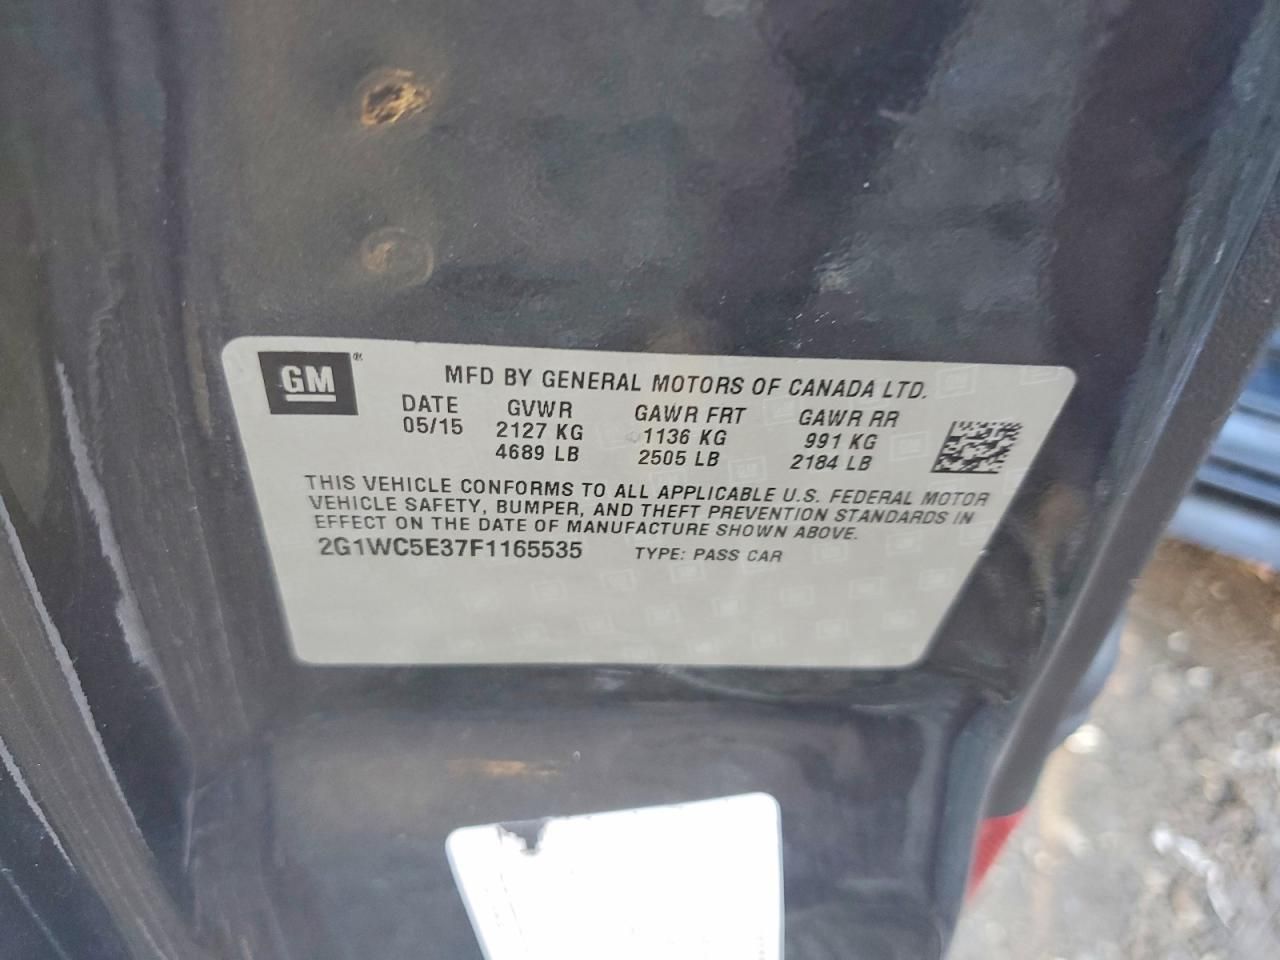 GM ®
MFD BY GENERAL MOTORS OF CANADA LTD.
DATE GVWR GAWR FRT GAWR RR
05/15 2127 KG 1136 KG 991 KG
4689 LB 2505 LB 2184 LB
THIS VEHICLE CONFORMS TO ALL APPLICABLE U.S. FEDERAL MOTOR
VEHICLE SAFETY, BUMPER, AND THEFT PREVENTION STANDARDS IN
EFFECT ON THE DATE OF MANUFACTURE SHOWN ABOVE.
2G1WC5E37F1165535 TYPE: PASS CAR